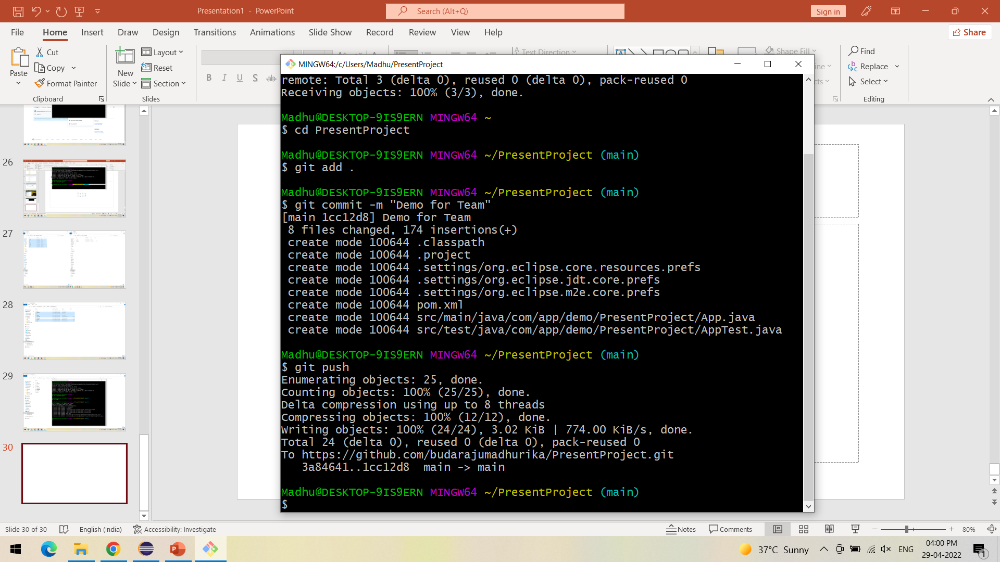 Presentation1 - PowerPoint
Search (Alt+Q)
Sign in
File Home Insert Draw Design Transitions Animations Slide Show Record Review View Help
Share
Paste
Cut
Copy
Format Painter
Clipboard
New Slide
Layout
Reset
Section
Slides
B I U S ab
Text Direction
Shape Fill
Find
Replace
Select
Editing
MINGW64:/c/Users/Madhu/PresentProject
remote: Total 3 (delta 0), reused 0 (delta 0), pack-reused 0
Receiving objects: 100% (3/3), done.
Madhu@DESKTOP-9IS9ERN MINGW64 ~
$ cd PresentProject
Madhu@DESKTOP-9IS9ERN MINGW64 ~/PresentProject (main)
$ git add .
Madhu@DESKTOP-9IS9ERN MINGW64 ~/PresentProject (main)
$ git commit -m "Demo for Team"
[main 1cc12d8] Demo for Team
8 files changed, 174 insertions(+)
create mode 100644 .classpath
create mode 100644 .project
create mode 100644 .settings/org.eclipse.core.resources.prefs
create mode 100644 .settings/org.eclipse.jdt.core.prefs
create mode 100644 .settings/org.eclipse.m2e.core.prefs
create mode 100644 pom.xml
create mode 100644 src/main/java/com/app/demo/PresentProject/App.java
create mode 100644 src/test/java/com/app/demo/PresentProject/AppTest.java
Madhu@DESKTOP-9IS9ERN MINGW64 ~/PresentProject (main)
$ git push
Enumerating objects: 25, done.
Counting objects: 100% (25/25), done.
Delta compression using up to 8 threads
Compressing objects: 100% (12/12), done.
Writing objects: 100% (24/24), 3.02 KiB | 774.00 KiB/s, done.
Total 24 (delta 0), reused 0 (delta 0), pack-reused 0
To https://github.com/budarajumadhurika/PresentProject.git
3a84641..1cc12d8 main -> main
Madhu@DESKTOP-9IS9ERN MINGW64 ~/PresentProject (main)
$
26
27
28
29
30
Slide 30 of 30
English (India)
Accessibility: Investigate
Notes
Comments
80%
37°C Sunny
ENG
04:00 PM
29-04-2022
1